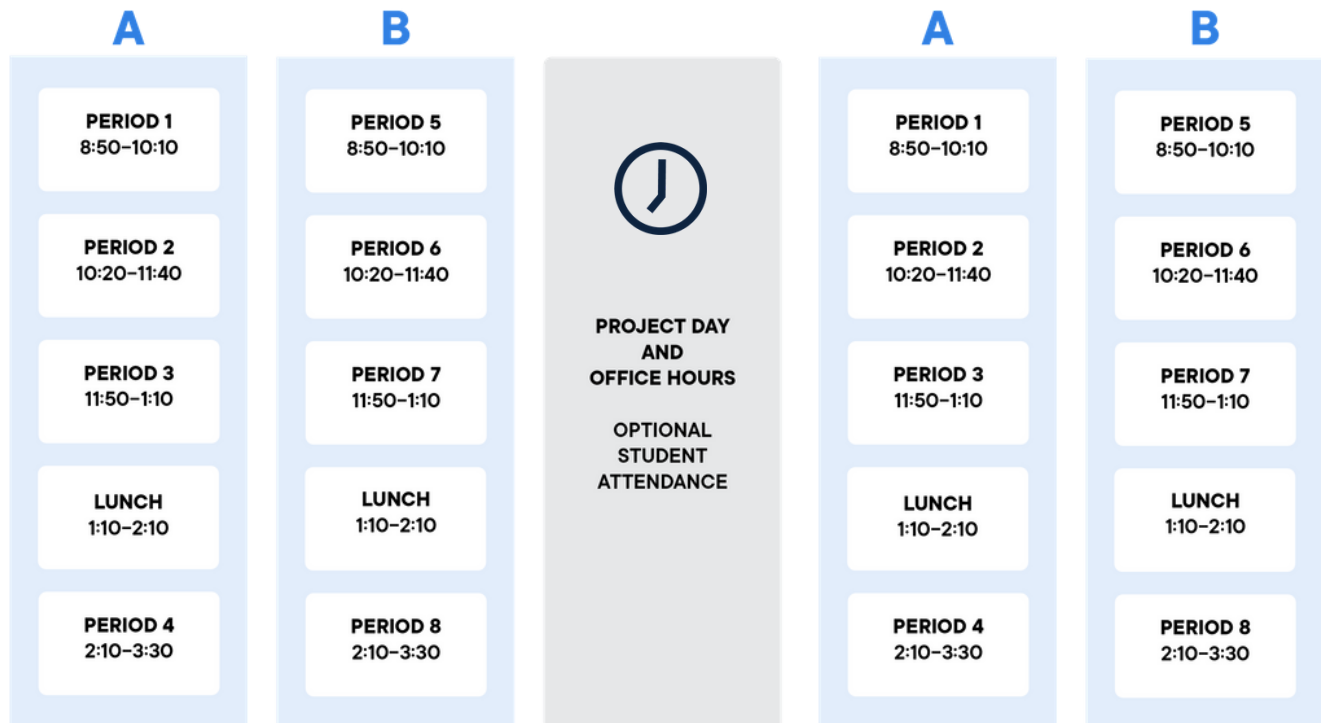 A
PERIOD 1
8:50–10:10
PERIOD 2
10:20–11:40
PERIOD 3
11:50–1:10
LUNCH
1:10–2:10
PERIOD 4
2:10–3:30
B
PERIOD 5
8:50–10:10
PERIOD 6
10:20–11:40
PERIOD 7
11:50–1:10
LUNCH
1:10–2:10
PERIOD 8
2:10–3:30
PROJECT DAY
AND
OFFICE HOURS
OPTIONAL
STUDENT
ATTENDANCE
A
PERIOD 1
8:50–10:10
PERIOD 2
10:20–11:40
PERIOD 3
11:50–1:10
LUNCH
1:10–2:10
PERIOD 4
2:10–3:30
B
PERIOD 5
8:50–10:10
PERIOD 6
10:20–11:40
PERIOD 7
11:50–1:10
LUNCH
1:10–2:10
PERIOD 8
2:10–3:30